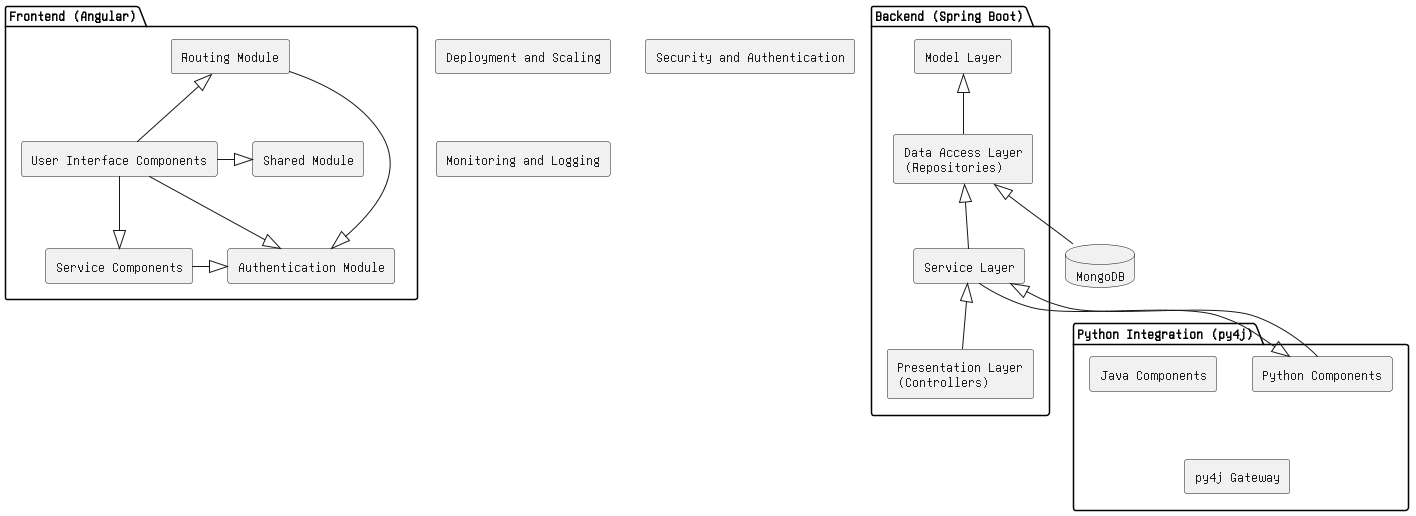 Frontend (Angular)
Routing Module
User Interface Components
Shared Module
Service Components
Authentication Module
Deployment and Scaling
Security and Authentication
Monitoring and Logging
Backend (Spring Boot)
Model Layer
Data Access Layer
(Repositories)
Service Layer
Presentation Layer
(Controllers)
MongoDB
Python Integration (py4j)
Java Components
Python Components
py4j Gateway